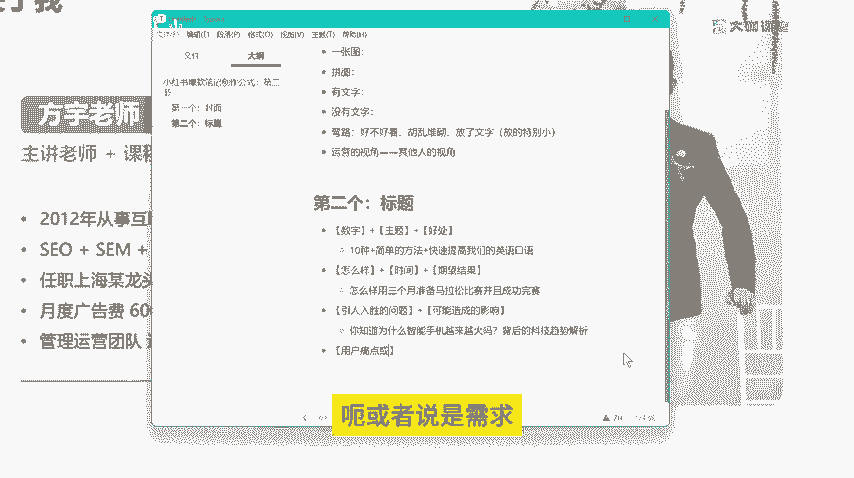 于我
大咖课堂
编辑(E) 段落(P) 格式(O) 视图(V) 主题(T) 帮助(H)
文件 大纲
小红书爆款笔记创作公式：第二
第一个：封面
第二个：标题
一张图：
拼图：
有文字：
没有文字：
弯路：好不好看、胡乱堆砌、放了文字（放的特别小）
运营的视角——其他人的视角
第二个：标题
【数字】+【主题】+【好处】
10种+简单的方法+快速提高我们的英语口语
【怎么样】+【时间】+【期望结果】
怎么样用三个月准备马拉松比赛并且成功完赛
【引人入胜的问题】+【可能造成的影响】
你知道为什么智能手机越来越火吗？背后的科技趋势解析
【用户痛点或】
方宇老师
主讲老师 + 课程
2012年从事互
SEO + SEM +
任职上海某龙头
月度广告费 60
管理运营团队
呃或者说是需求